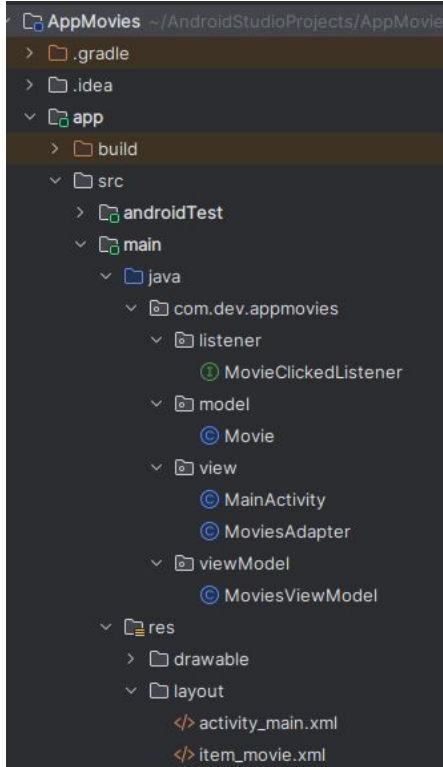 AppMovies ~/AndroidStudioProjects/AppMovie
.gradle
.idea
app
build
src
androidTest
main
java
com.dev.appmovies
listener
MovieClickedListener
model
Movie
view
MainActivity
MoviesAdapter
viewModel
MoviesViewModel
res
drawable
layout
activity_main.xml
item_movie.xml